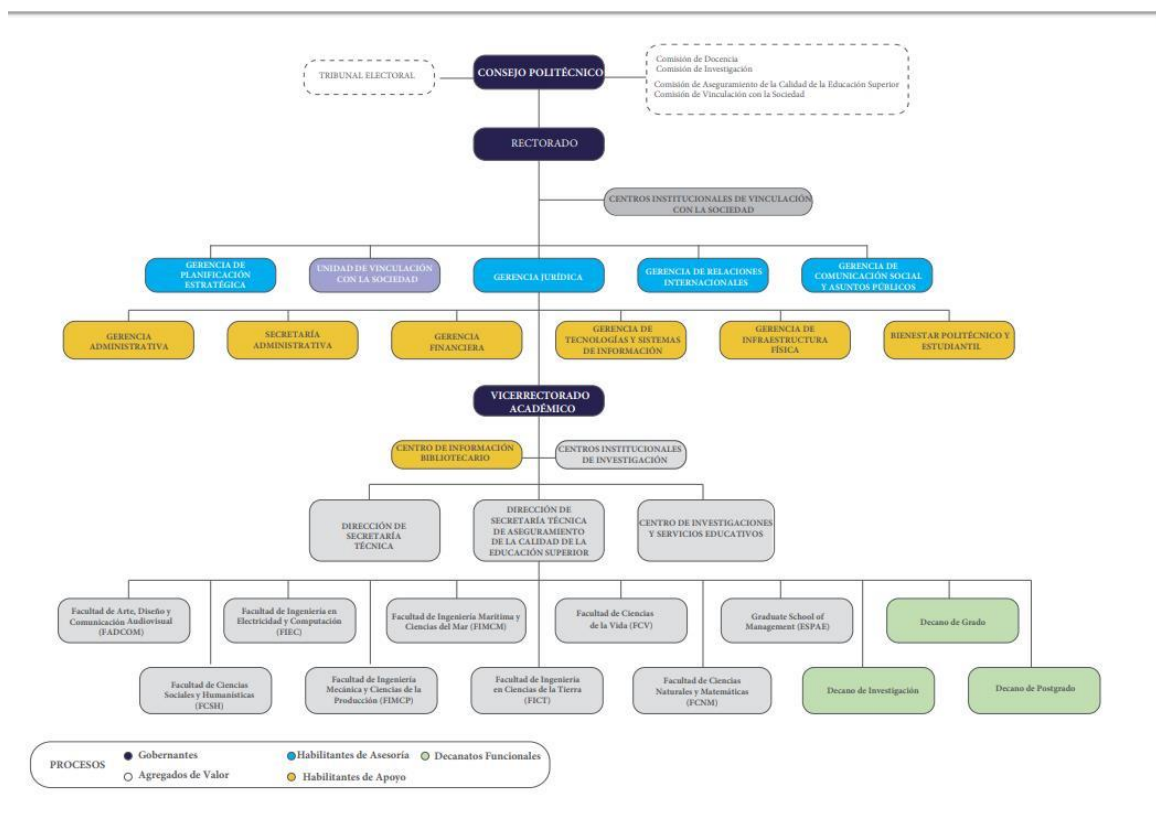 TRIBUNAL ELECTORAL
CONSEJO POLITÉCNICO
Comisión de Docencia
Comisión de Investigación
Comisión de Aseguramiento de la Calidad de la Educación Superior
Comisión de Vinculación con la Sociedad
RECTORADO
CENTROS INSTITUCIONALES DE VINCULACIÓN
CON LA SOCIEDAD
GERENCIA DE
PLANIFICACIÓN
ESTRATÉGICA
UNIDAD DE VINCULACIÓN
CON LA SOCIEDAD
GERENCIA JURÍDICA
GERENCIA DE RELACIONES
INTERNACIONALES
GERENCIA DE
COMUNICACIÓN SOCIAL
Y ASUNTOS PÚBLICOS
GERENCIA
ADMINISTRATIVA
SECRETARÍA
ADMINISTRATIVA
GERENCIA
FINANCIERA
GERENCIA DE
TECNOLOGÍAS Y SISTEMAS
DE INFORMACIÓN
GERENCIA DE
INFRAESTRUCTURA
FÍSICA
BIENESTAR POLITÉCNICO Y
ESTUDIANTIL
VICERRECTORADO
ACADÉMICO
CENTRO DE INFORMACIÓN
BIBLIOTECARIO
CENTROS INSTITUCIONALES
DE INVESTIGACIÓN
DIRECCIÓN DE
SECRETARÍA
TÉCNICA
DIRECCIÓN DE
SECRETARÍA TÉCNICA
DE ASEGURAMIENTO
DE LA CALIDAD DE LA
EDUCACIÓN SUPERIOR
CENTRO DE INVESTIGACIONES
Y SERVICIOS EDUCATIVOS
Facultad de Arte, Diseño y
Comunicación Audiovisual
(FADCOM)
Facultad de Ingeniería en
Electricidad y Computación
(FIEC)
Facultad de Ingeniería Marítima y
Ciencias del Mar (FIMCM)
Facultad de Ciencias
de la Vida (FCV)
Graduate School of
Management (ESPAE)
Decano de Grado
Facultad de Ciencias
Sociales y Humanísticas
(FCSH)
Facultad de Ingeniería
Mecánica y Ciencias de la
Producción (FIMCP)
Facultad de Ingeniería
en Ciencias de la Tierra
(FICT)
Facultad de Ciencias
Naturales y Matemáticas
(FCNM)
Decano de Investigación
Decano de Postgrado
PROCESOS
Gobernantes
Habilitantes de Asesoría
Decanatos Funcionales
Agregados de Valor
Habilitantes de Apoyo